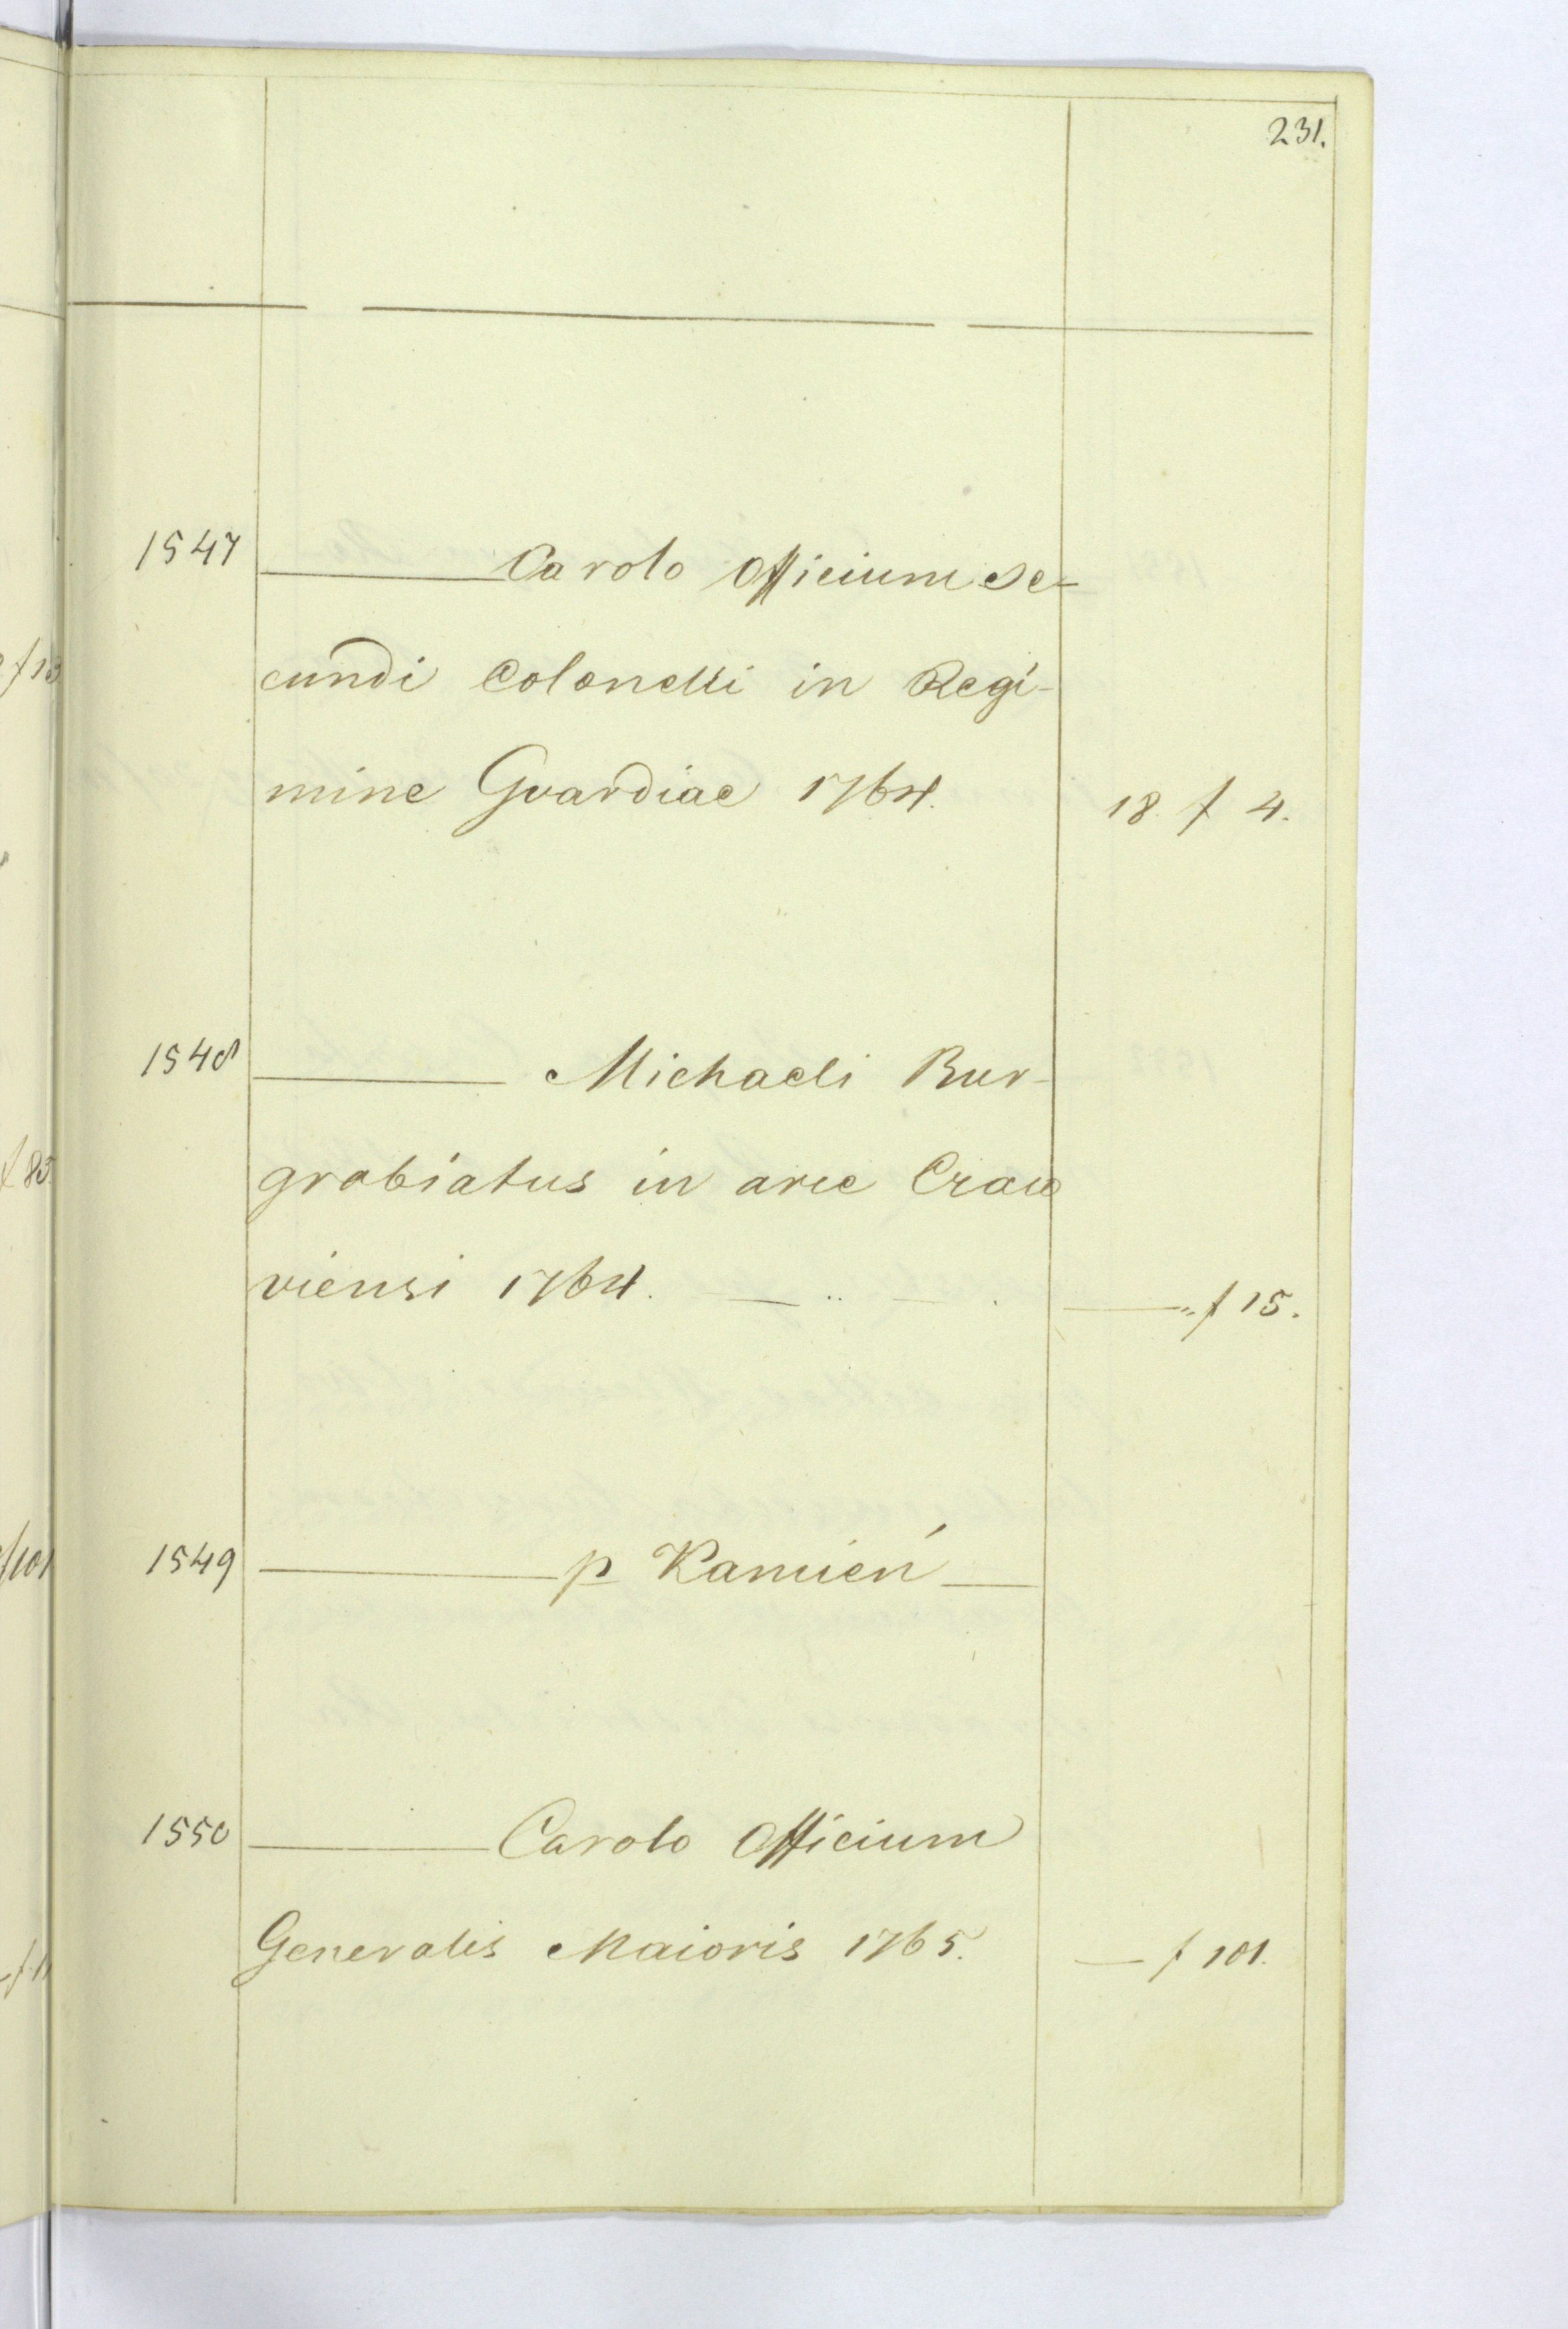 231.
1547 ——— Carolo Officium se-
cundi Colonelli in Regi-
mine Gvardiae 1764. 18 f 4.
1548 ——— Michaeli Bur-
grabiatus in arce Craco
viensi 1764. — .. — . ——— „ f 15.
1549 ——— p Kamień —
1550 ——— Carolo Officium
Generalis Maioris 1765. — f 101.